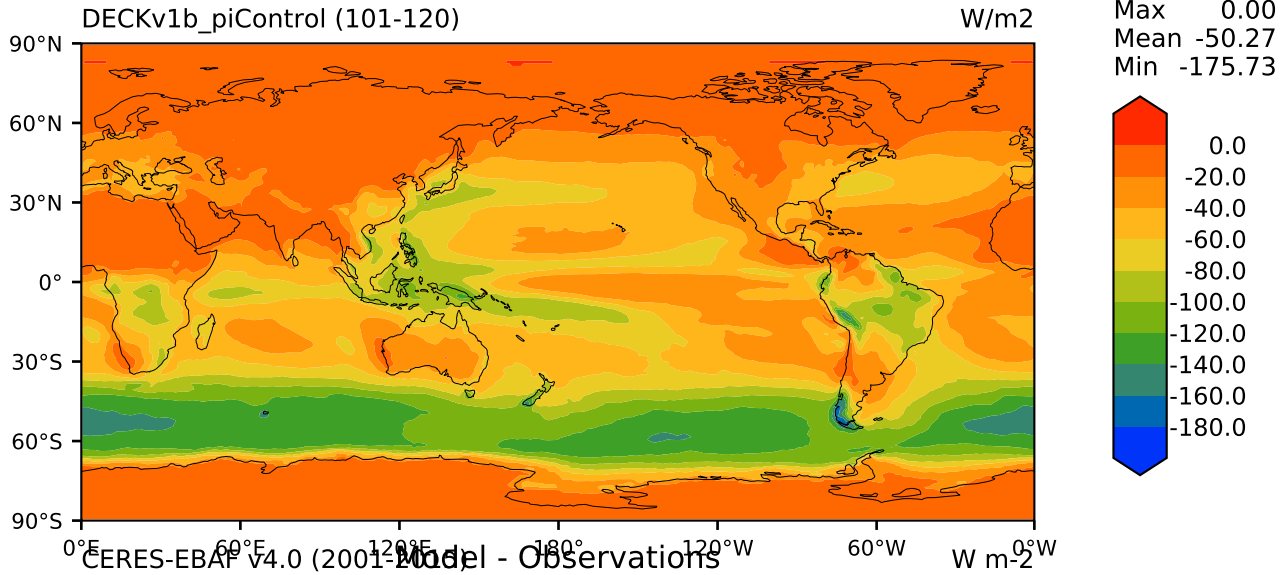 DECKv1b_piControl (101-120) W/m2
Max 0.00
Mean -50.27
Min -175.73
90°N
60°N
30°N
0°
30°S
60°S
90°S
0°E 60°E 120°E 180° 120°W 60°W 0°W
0.0
-20.0
-40.0
-60.0
-80.0
-100.0
-120.0
-140.0
-160.0
-180.0
CERES-EBAF v4.0 (2001-2015) W m-2
Model - Observations